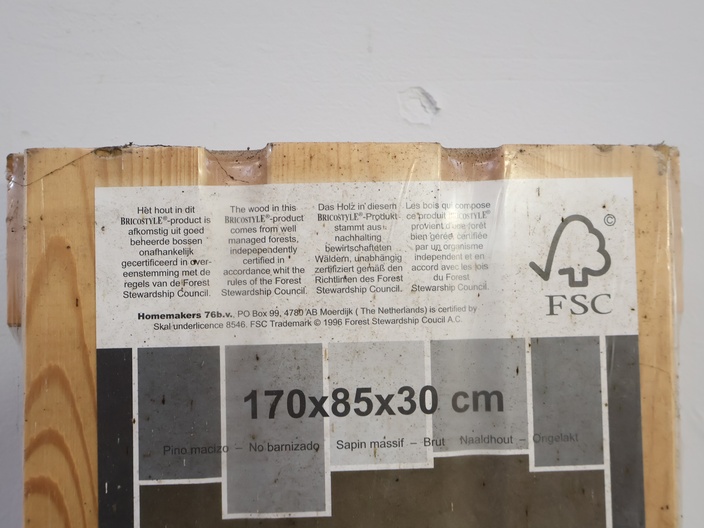 Het hout in dit
BRICOSTYLE®-product is
afkomstig uit goed
beheerde bossen
onafhankelijk
gecertificeerd in over-
eenstemming met de
regels van de Forest
Stewardship Council.
The wood in this
BRICOSTYLE®-product
comes from well
managed forests,
indepependently
certified in
accordance whit the
rules of the Forest
Stewardship Council.
Das Holz in diesem
BRICOSTYLE®-Produkt
stammt aus
nachhaltig
bewirtschafteten
Wäldern, unabhängig
zertifiziert gemäß den
Richtlinien des Forest
Stewardship Council.
Les bois qui compose
ce produit BRICOSTYLE®
provient d'une forêt
bien gérée certifiée
par un organisme
independent et en
accord avec les lois
du Forest
Stewardship Council.
©
FSC
Homemakers 76b.v., PO Box 99, 4780 AB Moerdijk ( The Netherlands) is certified by
Skal underlicence 8546, FSC Trademark © 1996 Forest Stewardship Coucil A.C.
170x85x30 cm
Pino macizo – No barnizado Sapin massif – Brut Naaldhout – Ongelakt